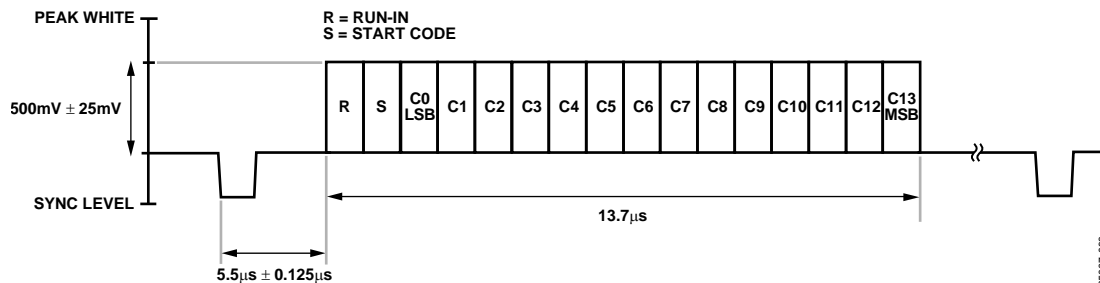 PEAK WHITE
R = RUN-IN
S = START CODE
500mV ± 25mV
R
S
C0
LSB
C1
C2
C3
C4
C5
C6
C7
C8
C9
C10
C11
C12
C13
MSB
SYNC LEVEL
13.7μs
5.5μs ± 0.125μs